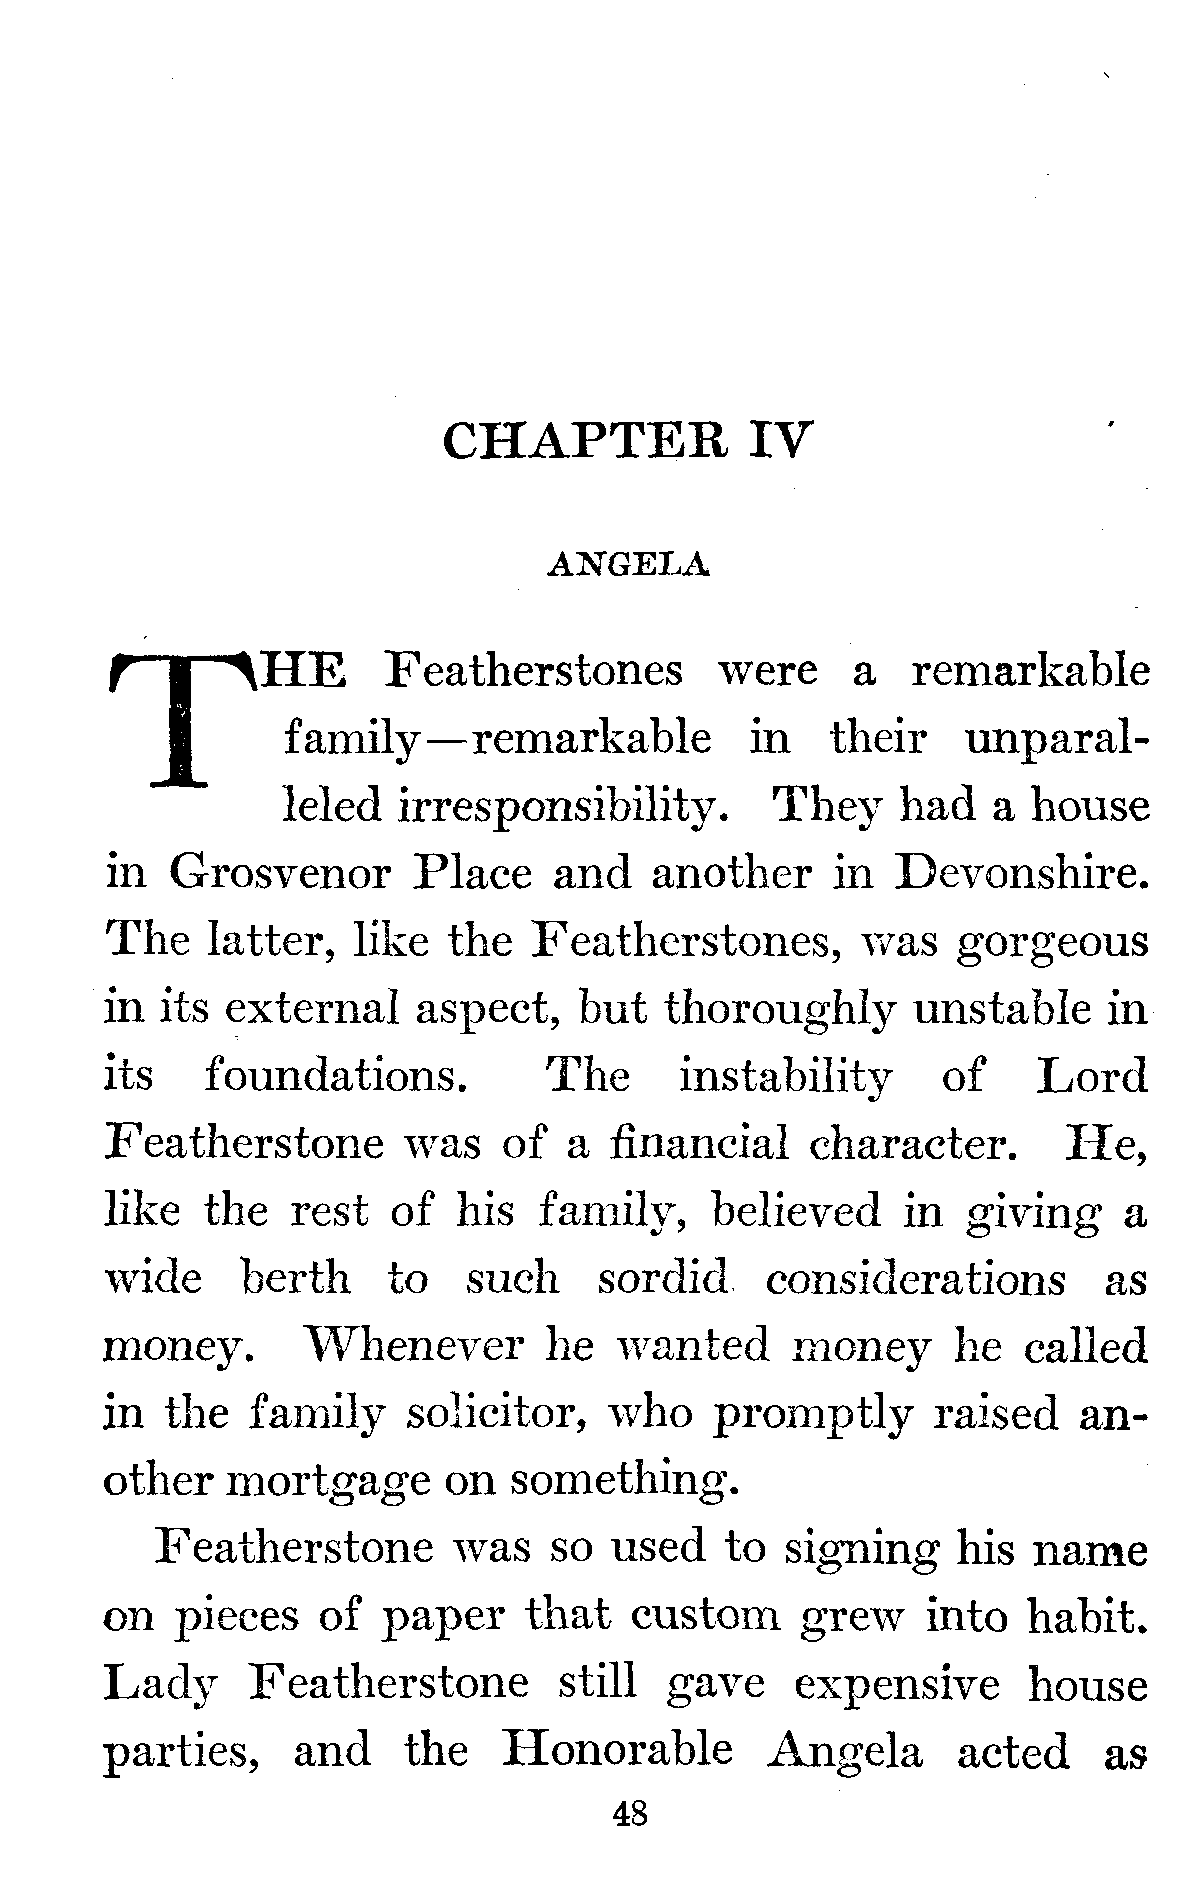 CHAPTER IV
ANGELA
THE Featherstones were a remarkable
family—remarkable in their unparal-
leled irresponsibility. They had a house
in Grosvenor Place and another in Devonshire.
The latter, like the Featherstones, was gorgeous
in its external aspect, but thoroughly unstable in
its foundations. The instability of Lord
Featherstone was of a financial character. He,
like the rest of his family, believed in giving a
wide berth to such sordid considerations as
money. Whenever he wanted money he called
in the family solicitor, who promptly raised an-
other mortgage on something.
Featherstone was so used to signing his name
on pieces of paper that custom grew into habit.
Lady Featherstone still gave expensive house
parties, and the Honorable Angela acted as
48